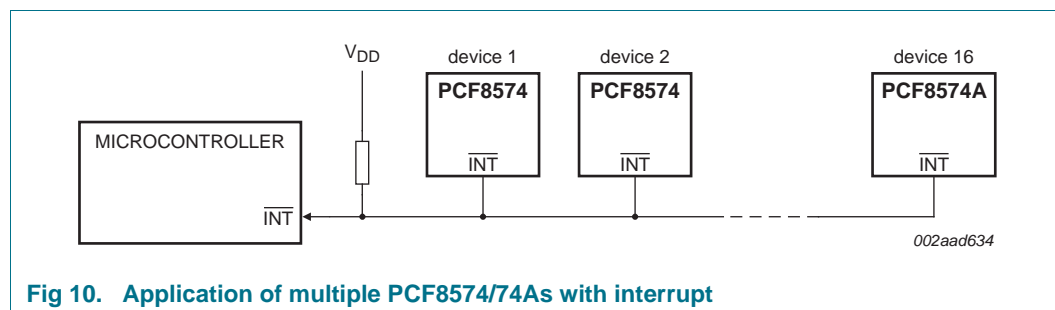 VDD
device 1
device 2
device 16
PCF8574
PCF8574
PCF8574A
MICROCONTROLLER
INT
INT
INT
INT
002aad634
Fig 10. Application of multiple PCF8574/74As with interrupt